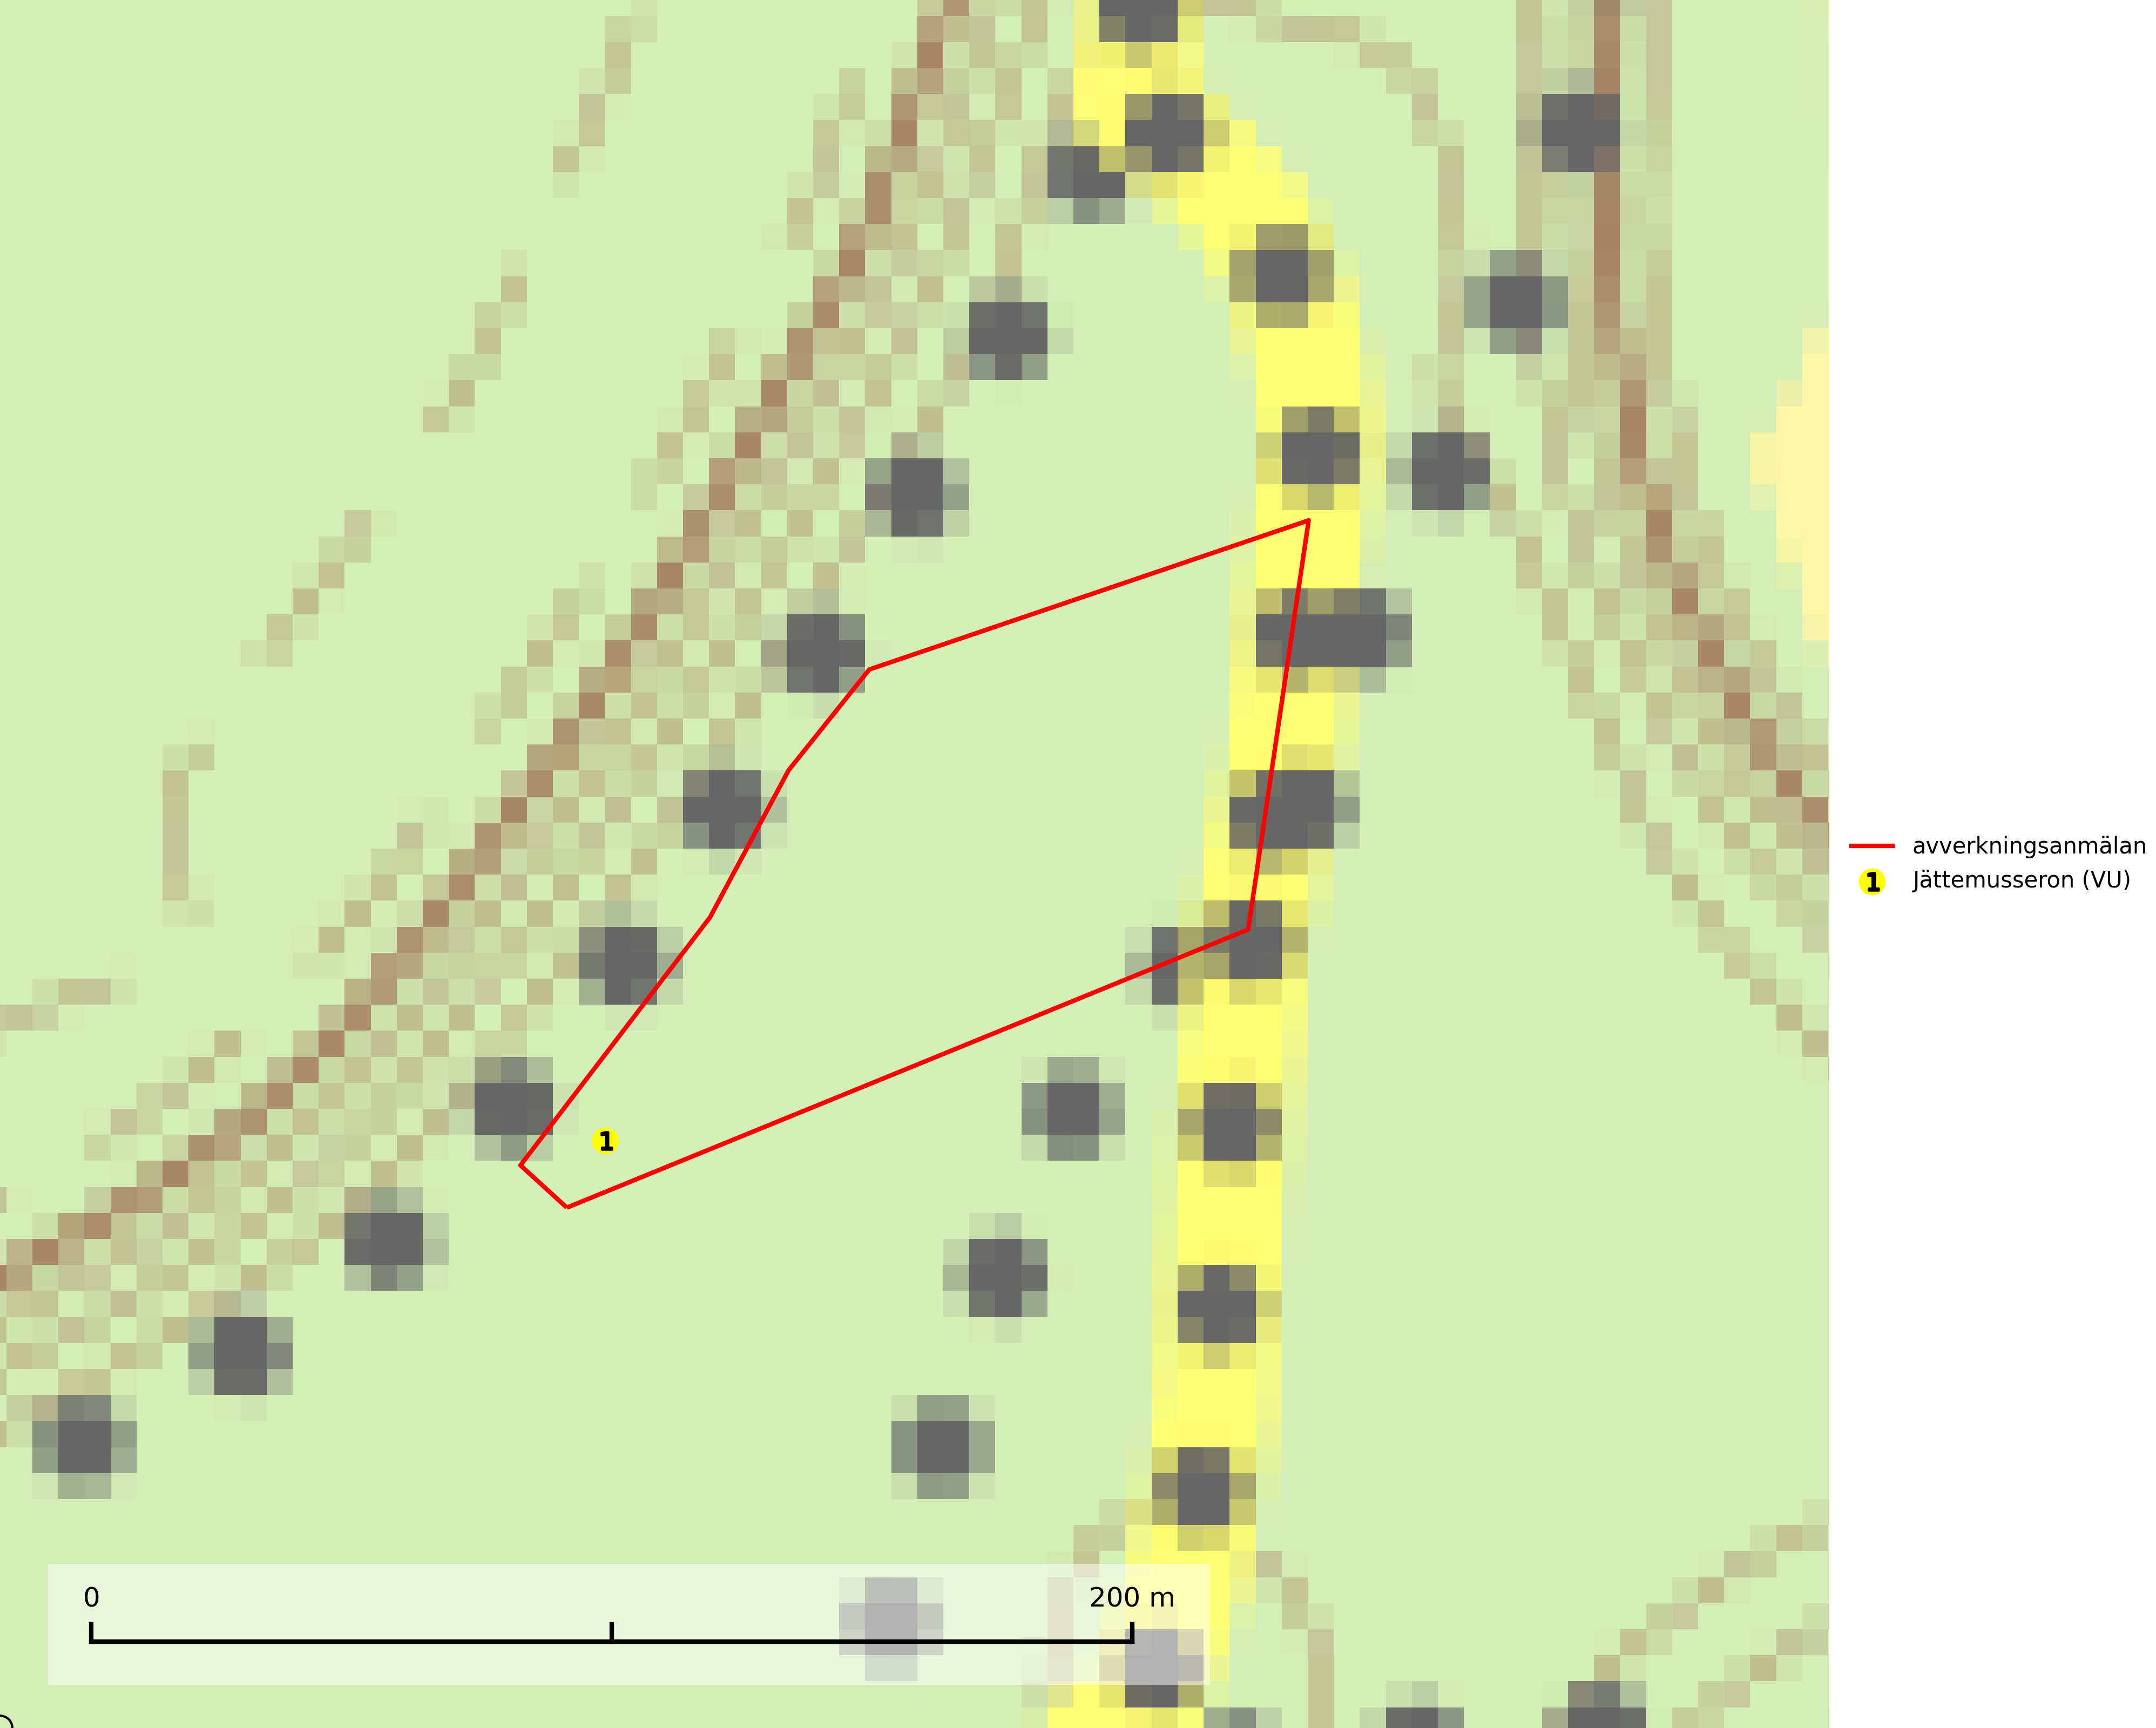 avverkningsanmälan
1 Jättemusseron (VU)
1
0 200 m